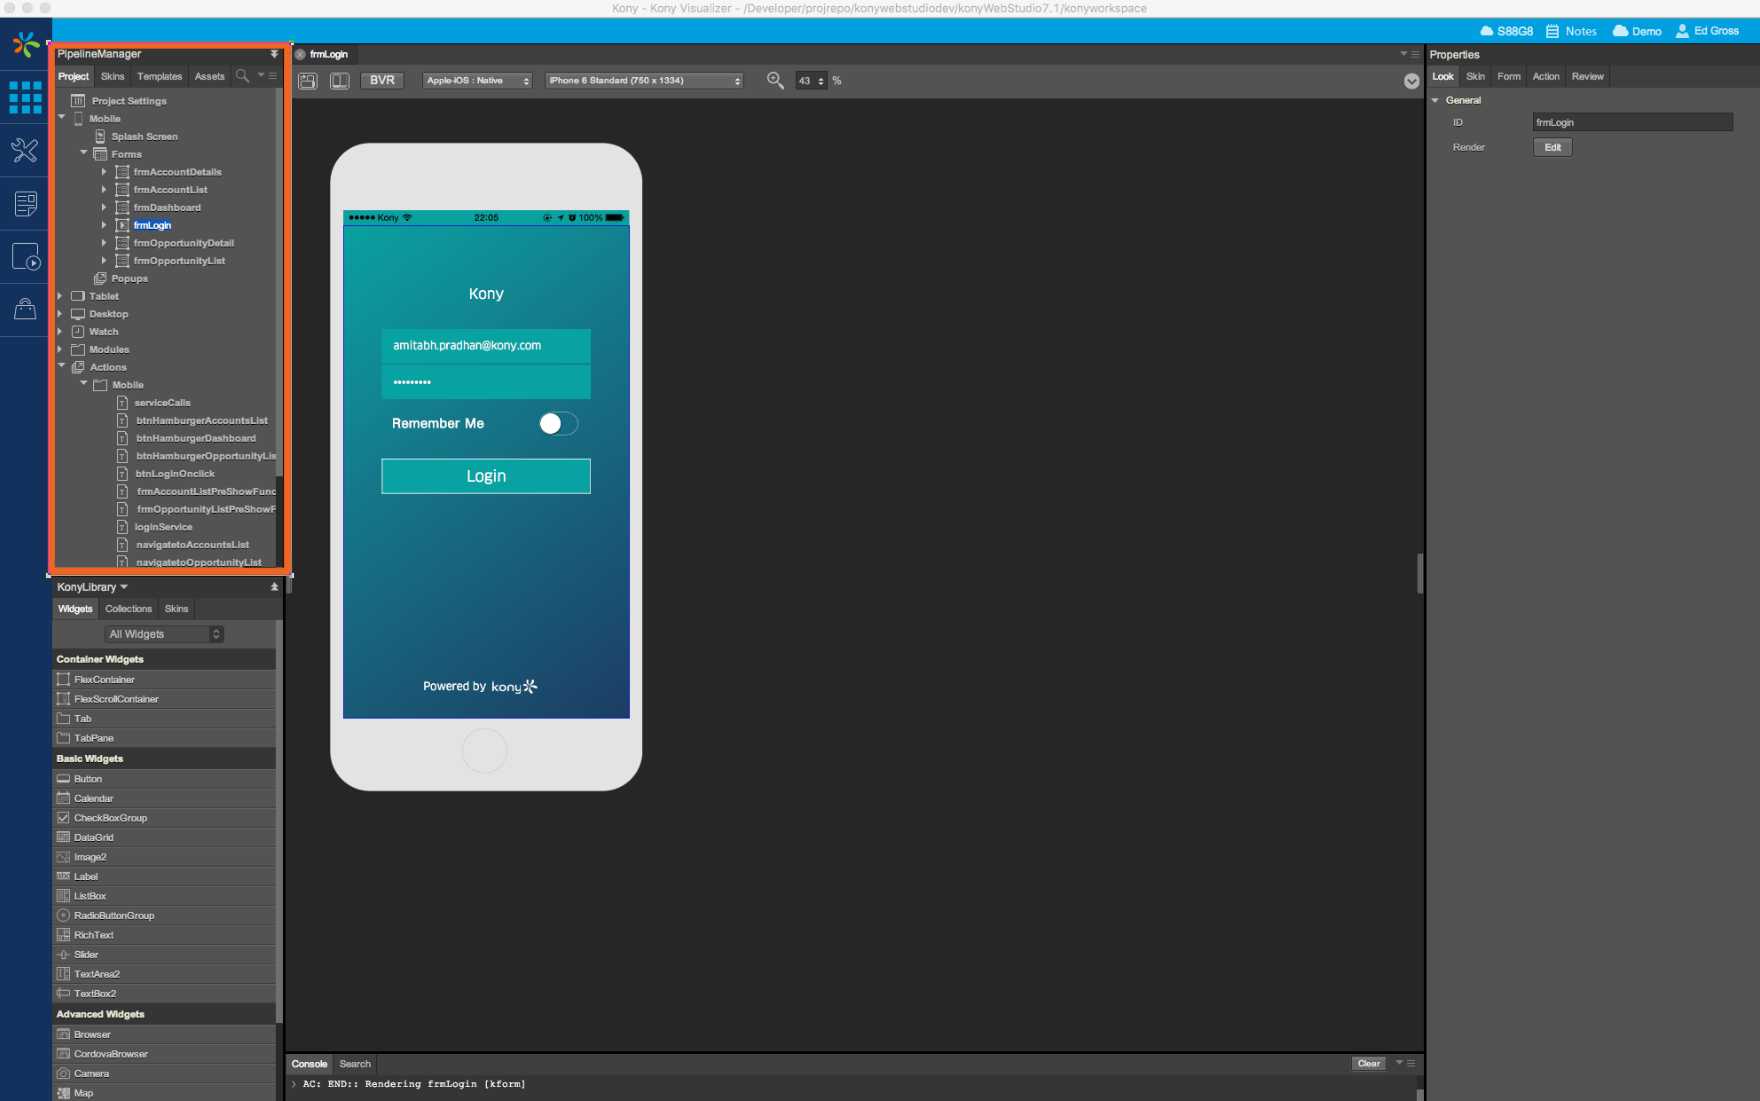 Kony - Kony Visualizer - /Developer/projrepo/konywebstudiodev/konyWebStudio7.1/konyworkspace
S88G8
Notes
Demo
Ed Gross
PipelineManager
Project Skins Templates Assets
Project Settings
Mobile
Splash Screen
Forms
frmAccountDetails
frmAccountList
frmDashboard
frmLogin
frmOpportunityDetail
frmOpportunityList
Popups
Tablet
Desktop
Watch
Modules
Actions
Mobile
serviceCalls
btnHamburgerAccountsList
btnHamburgerDashboard
btnHamburgerOpportunityLis
btnLoginOnclick
frmAccountListPreShowFunc
frmOpportunityListPreShowF
loginService
navigatetoAccountsList
navigatetoOpportunityList
KonyLibrary
Widgets Collections Skins
All Widgets
Container Widgets
FlexContainer
FlexScrollContainer
Tab
TabPane
Basic Widgets
Button
Calendar
CheckBoxGroup
DataGrid
Image2
Label
ListBox
RadioButtonGroup
RichText
Slider
TextArea2
TextBox2
Advanced Widgets
Browser
CordovaBrowser
Camera
Map
frmLogin
BVR
Apple-iOS : Native
iPhone 6 Standard (750 x 1334)
43 %
Kony 22:05 100%
Kony
amitabh.pradhan@kony.com
•••••••••
Remember Me
Login
Powered by kony
Console Search
Clear
> AC: END:: Rendering frmLogin [kform]
Properties
Look Skin Form Action Review
General
ID frmLogin
Render Edit